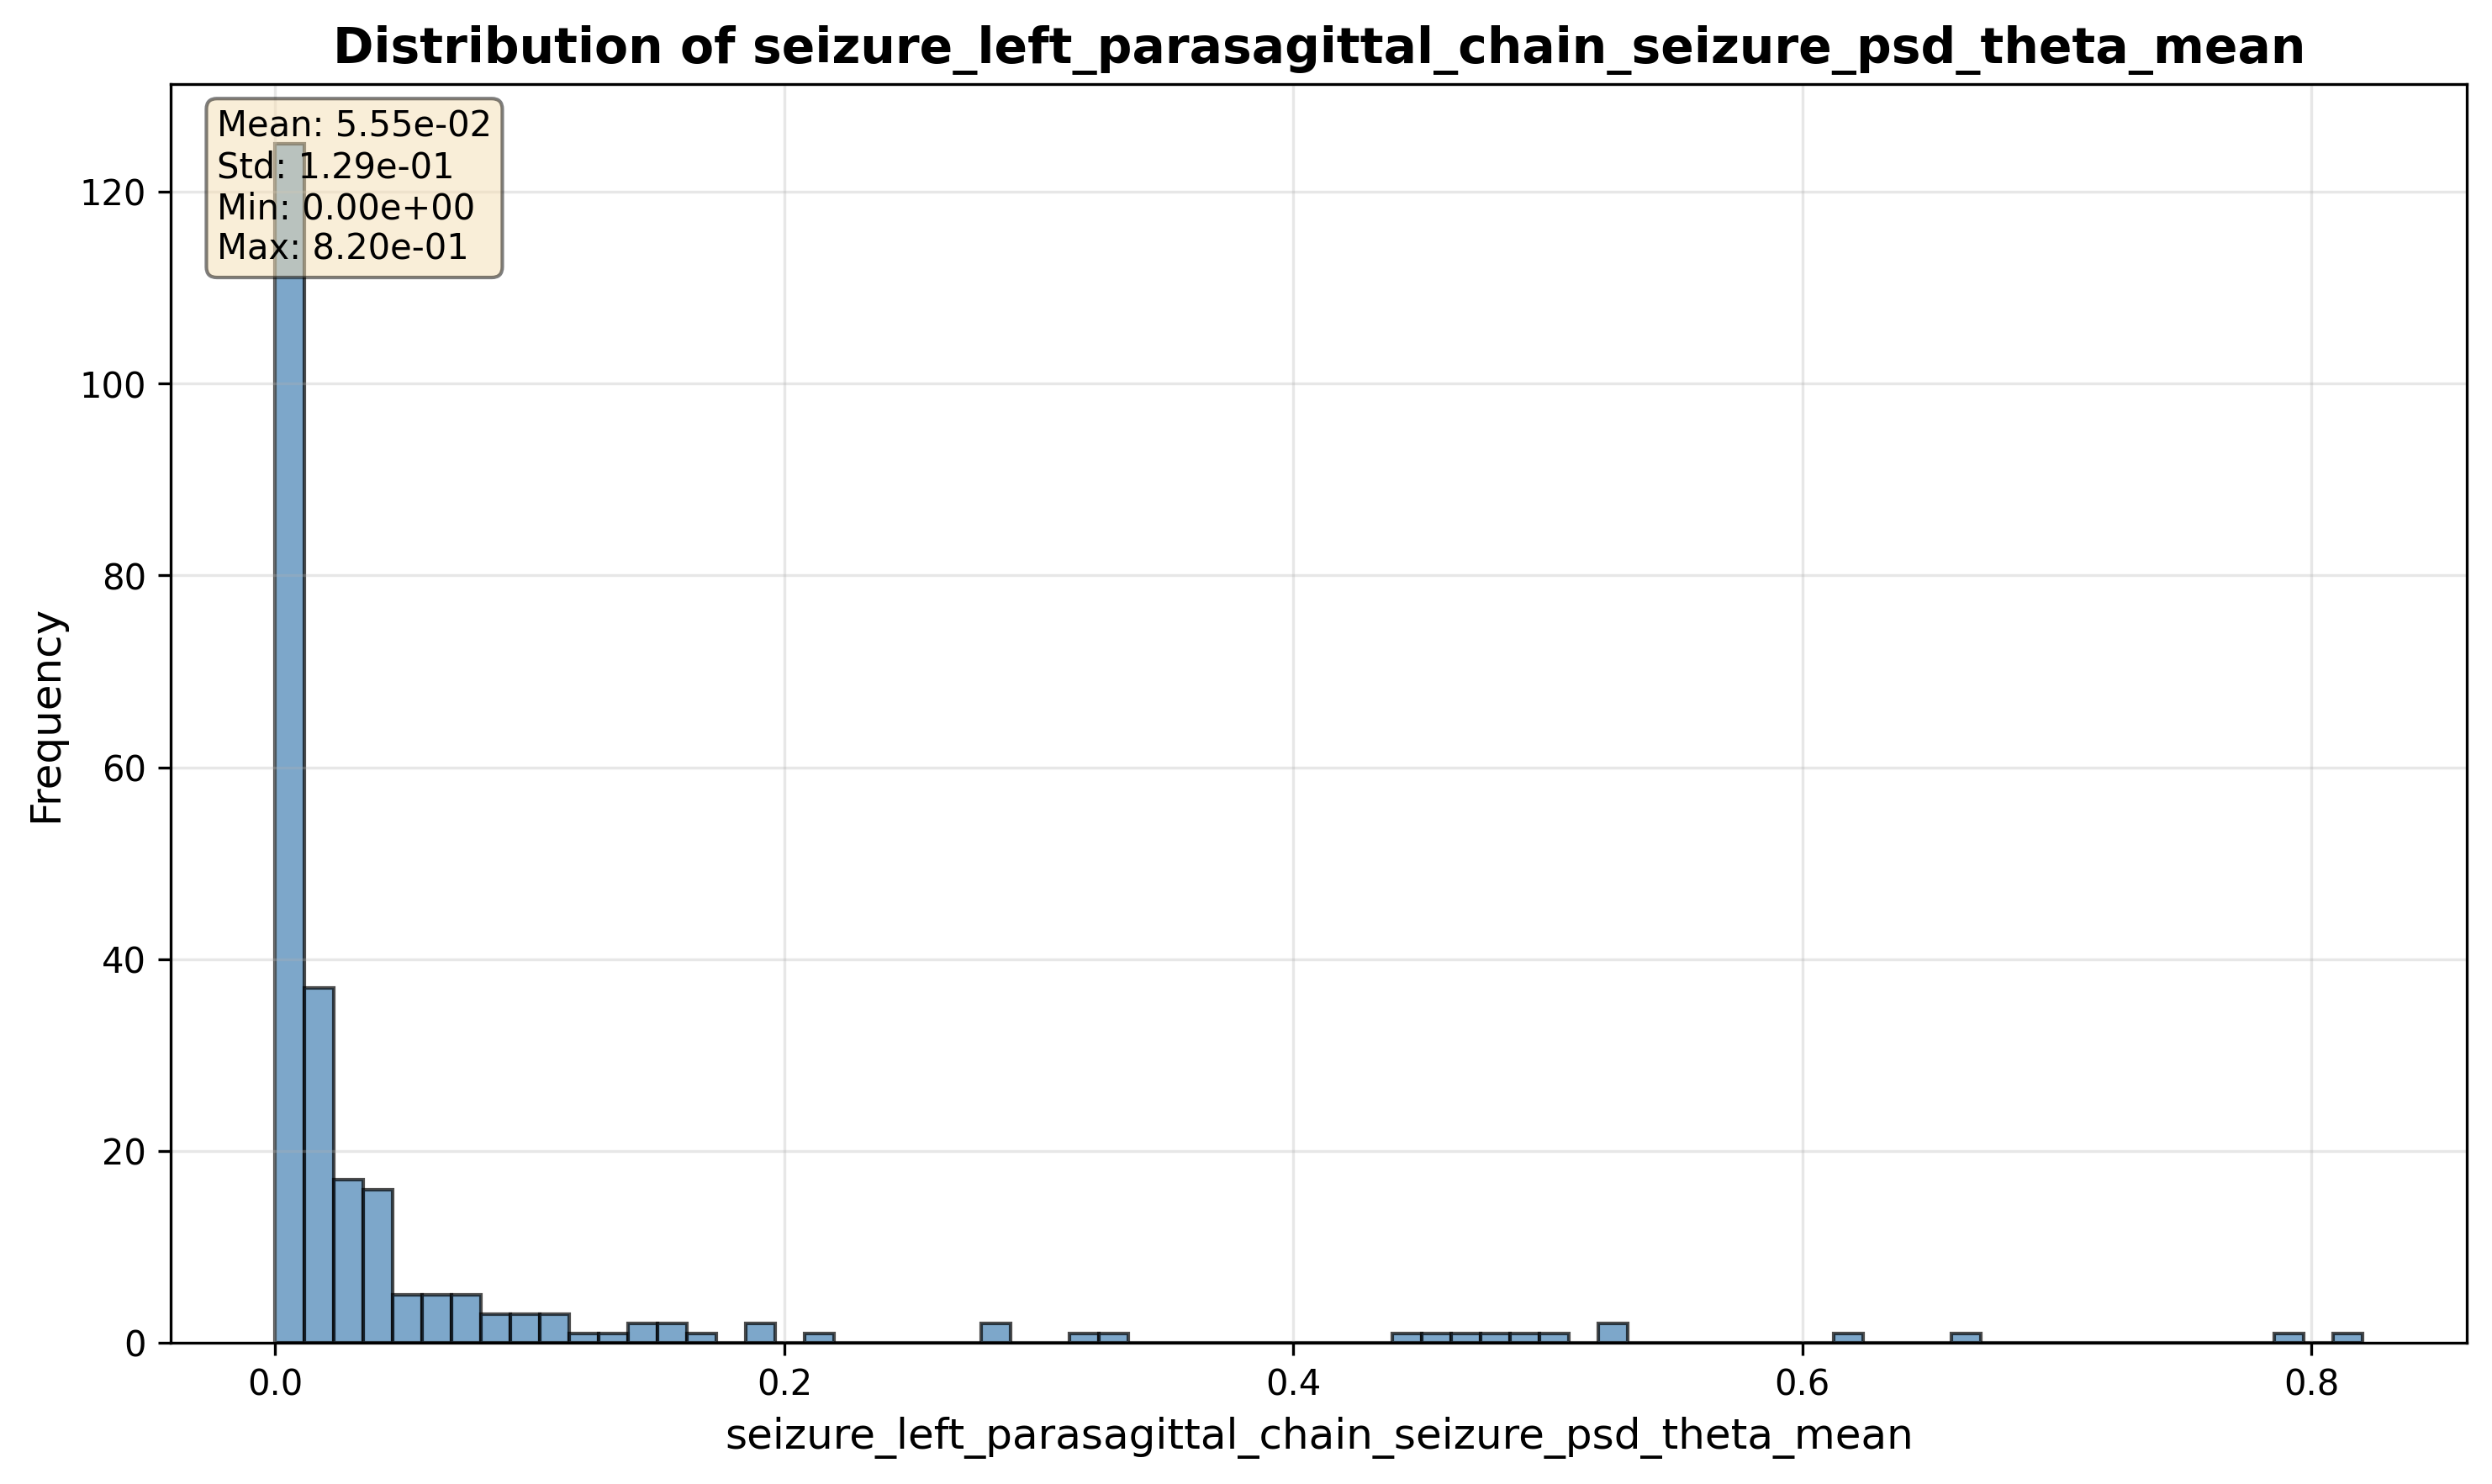 Distribution of seizure_left_parasagittal_chain_seizure_psd_theta_mean
Mean: 5.55e-02
Std: 1.29e-01
Min: 0.00e+00
Max: 8.20e-01
120
100
80
60
40
20
0
Frequency
0.0 0.2 0.4 0.6 0.8
seizure_left_parasagittal_chain_seizure_psd_theta_mean